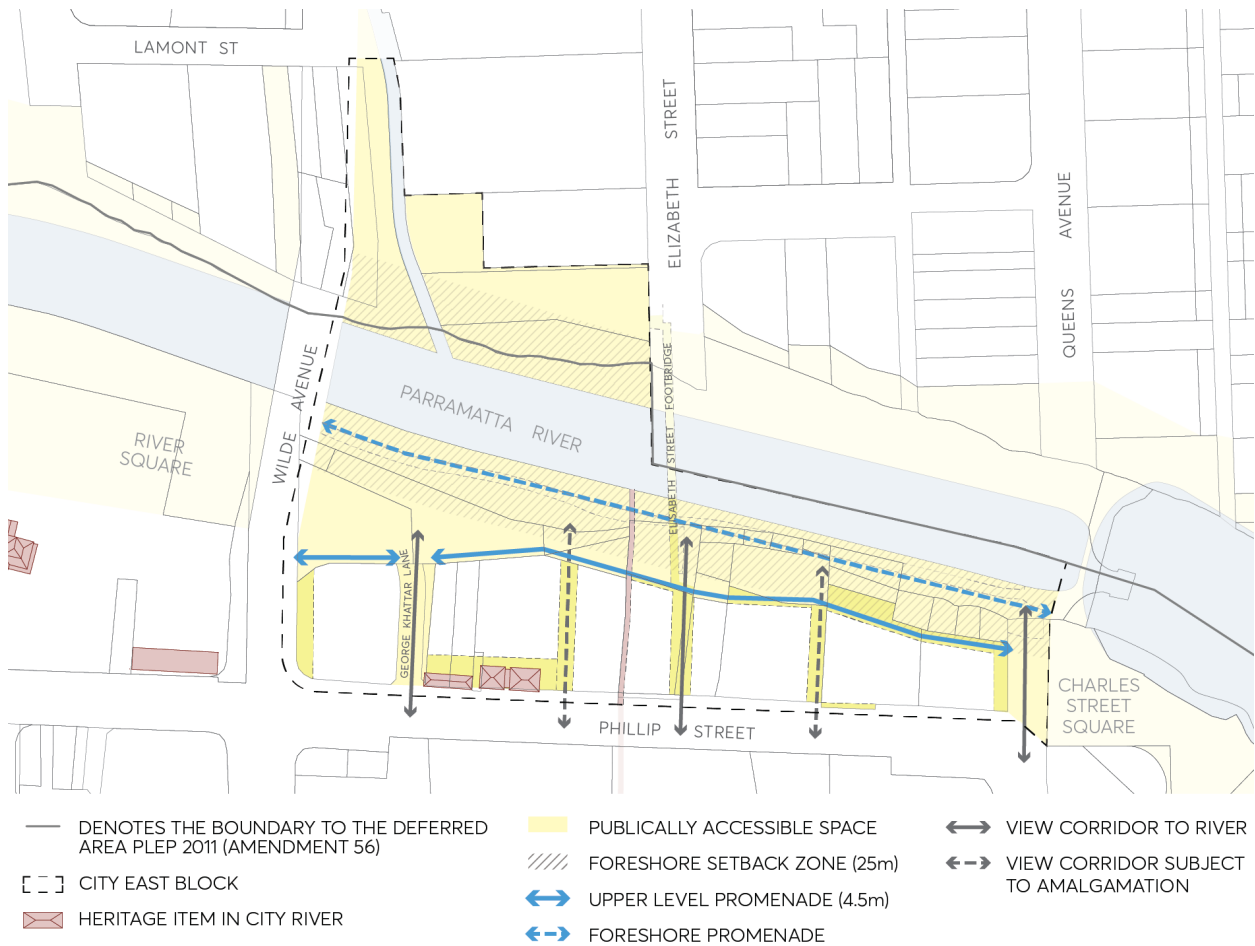 LAMONT ST
ELIZABETH STREET
QUEENS AVENUE
WILDE AVENUE
PARRAMATTA RIVER
ELISABETH STREET FOOTBRIDGE
RIVER
SQUARE
GEORGE KHATTAR LANE
PHILLIP STREET
CHARLES
STREET
SQUARE
DENOTES THE BOUNDARY TO THE DEFERRED
AREA PLEP 2011 (AMENDMENT 56)
CITY EAST BLOCK
HERITAGE ITEM IN CITY RIVER
PUBLICALLY ACCESSIBLE SPACE
FORESHORE SETBACK ZONE (25m)
UPPER LEVEL PROMENADE (4.5m)
FORESHORE PROMENADE
VIEW CORRIDOR TO RIVER
VIEW CORRIDOR SUBJECT
TO AMALGAMATION